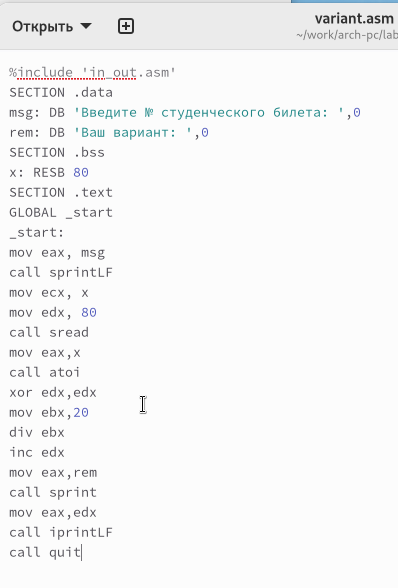 Открыть
variant.asm
~/work/arch-pc/lab
%include 'in_out.asm'
SECTION .data
msg: DB 'Введите № студенческого билета: ',0
rem: DB 'Ваш вариант: ',0
SECTION .bss
x: RESB 80
SECTION .text
GLOBAL _start
_start:
mov eax, msg
call sprintLF
mov ecx, x
mov edx, 80
call sread
mov eax,x
call atoi
xor edx,edx
mov ebx,20
div ebx
inc edx
mov eax,rem
call sprint
mov eax,edx
call iprintLF
call quit